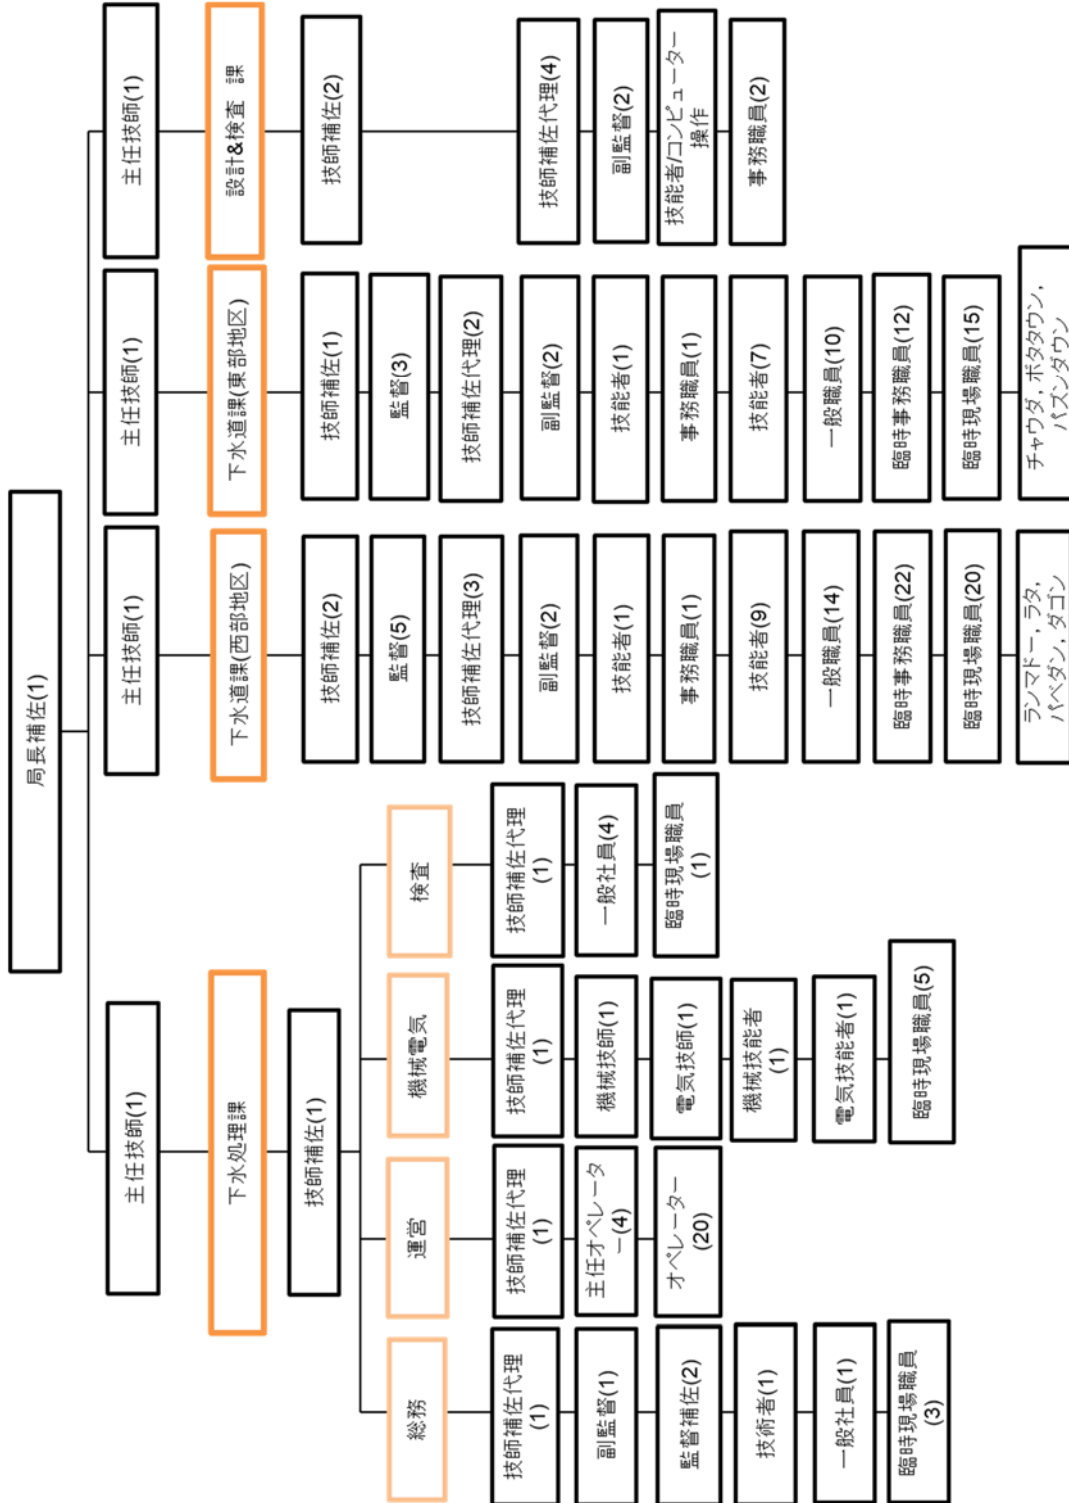 局長補佐(1)
主任技師(1)
下水処理課
技師補佐(1)
総務
技師補佐代理
(1)
副監督(1)
監督補佐(2)
技術者(1)
一般社員(1)
臨時現場職員
(3)
運営
技師補佐代理
(1)
主任オペレータ
ー(4)
オペレーター
(20)
機械電気
技師補佐代理
(1)
機械技師(1)
電気技師(1)
機械技能者
(1)
電気技能者(1)
臨時現場職員(5)
検査
技師補佐代理
(1)
一般社員(4)
臨時現場職員
(1)
主任技師(1)
下水道課(西部地区)
技師補佐(2)
監督(5)
技師補佐代理(3)
副監督(2)
技能者(1)
事務職員(1)
技能者(9)
一般職員(14)
臨時事務職員(22)
臨時現場職員(20)
ランマドー, ラタ,
パベダン, ダゴン
主任技師(1)
下水道課(東部地区)
技師補佐(1)
監督(3)
技師補佐代理(2)
副監督(2)
技能者(1)
事務職員(1)
技能者(7)
一般職員(10)
臨時事務職員(12)
臨時現場職員(15)
チャウダ, ボタタウン,
パズンダウン
主任技師(1)
設計&検査 課
技師補佐(2)
技師補佐代理(4)
副監督(2)
技能者/コンピューター
操作
事務職員(2)